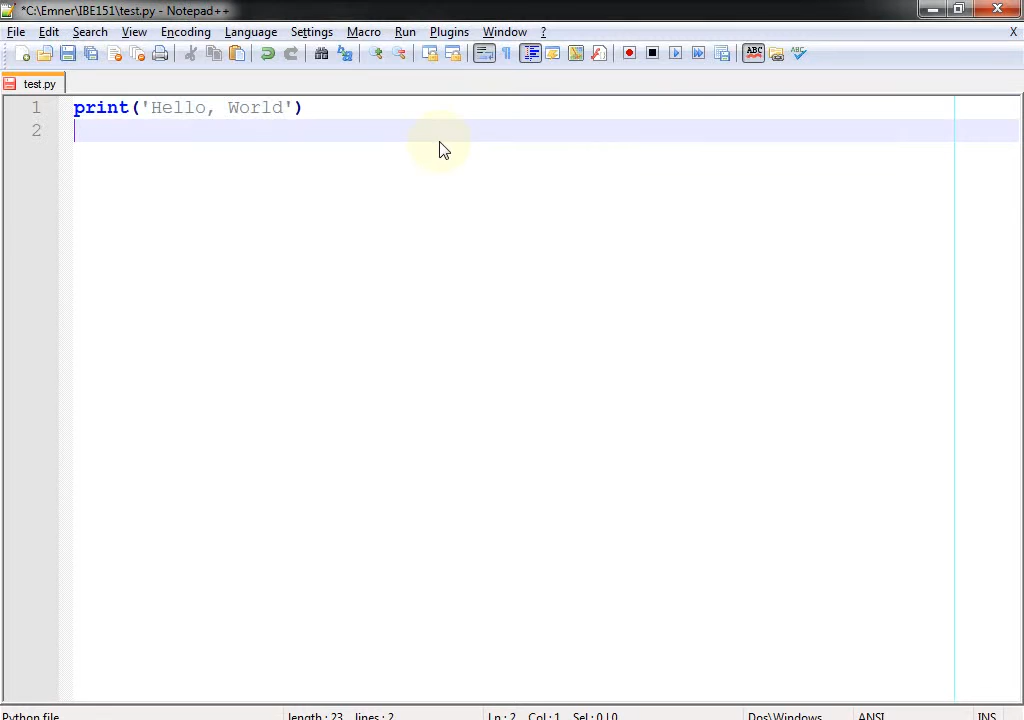 *C:\Emner\IBE151\test.py - Notepad++
File Edit Search View Encoding Language Settings Macro Run Plugins Window ? X
ABC ABC
test.py
1 print('Hello, World')
2
Python file length : 23 lines : 2 Ln : 2 Col : 1 Sel : 0 | 0 Dos\Windows ANSI INS